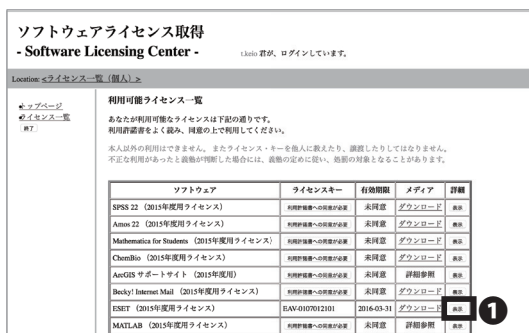 ソフトウェアライセンス取得
- Software Licensing Center -
t.keio 君が、ログインしています。
Location: <ライセンス一覧（個人）>
トップページ
ライセンス一覧
終了
利用可能ライセンス一覧
あなたが利用可能なライセンスは下記の通りです。
利用許諾書をよく読み、同意の上で利用してください。
本人以外の利用はできません。またライセンス・キーを他人に教えたり、譲渡したりしてはなりません。
不正な利用があったと義塾が判断した場合には、義塾の定めに従い、処罰の対象となることがあります。
ソフトウェア ライセンスキー 有効期限 メディア 詳細
SPSS 22 （2015年度用ライセンス） 利用許諾書への同意が必要 未同意 ダウンロード 表示
Amos 22 （2015年度用ライセンス） 利用許諾書への同意が必要 未同意 ダウンロード 表示
Mathematica for Students （2015年度用ライセンス） 利用許諾書への同意が必要 未同意 ダウンロード 表示
ChemBio （2015年度用ライセンス） 利用許諾書への同意が必要 未同意 ダウンロード 表示
ArcGIS サポートサイト （2015年度用） 利用許諾書への同意が必要 未同意 詳細参照 表示
Becky! Internet Mail （2015年度用ライセンス） 利用許諾書への同意が必要 未同意 ダウンロード 表示
ESET （2015年度用ライセンス） EAV-0107012101 2016-03-31 ダウンロード 表示 1
MATLAB （2015年度用ライセンス） 利用許諾書への同意が必要 未同意 詳細参照 表示